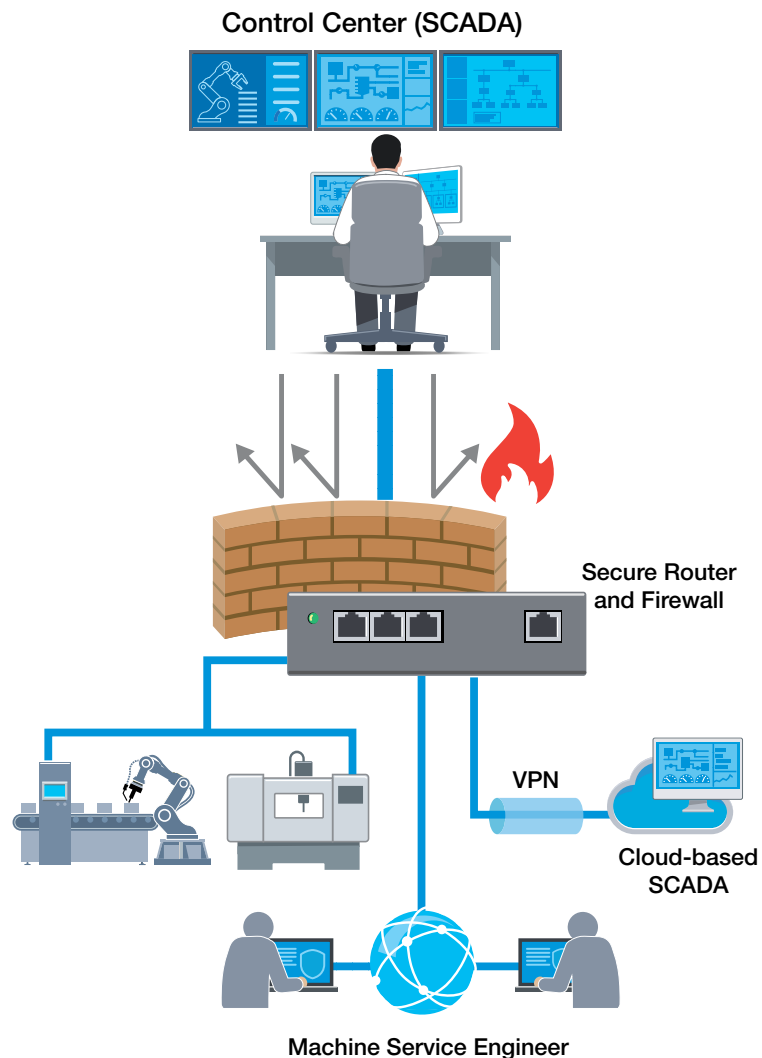 Control Center (SCADA)
Secure Router
and Firewall
VPN
Cloud-based
SCADA
Machine Service Engineer